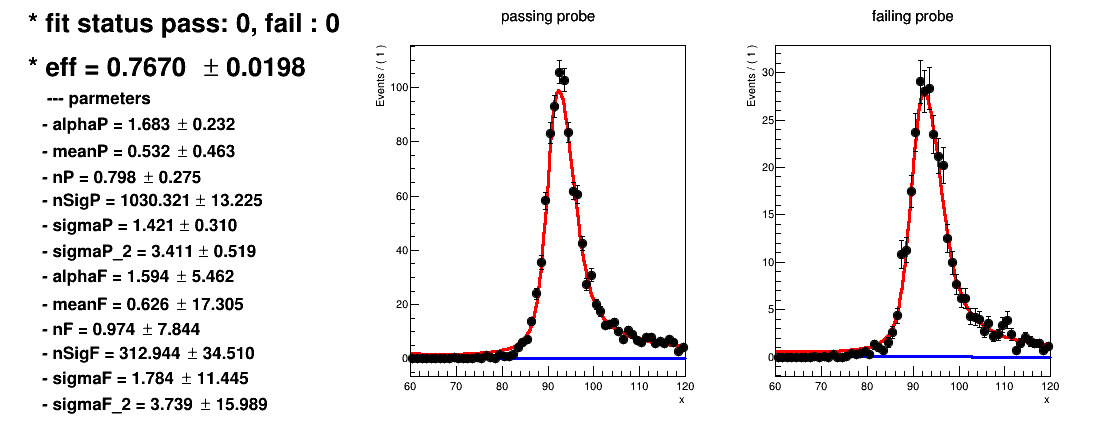 * fit status pass: 0, fail : 0
* eff = 0.7670 ± 0.0198
--- parmeters
- alphaP = 1.683 ± 0.232
- meanP = 0.532 ± 0.463
- nP = 0.798 ± 0.275
- nSigP = 1030.321 ± 13.225
- sigmaP = 1.421 ± 0.310
- sigmaP_2 = 3.411 ± 0.519
- alphaF = 1.594 ± 5.462
- meanF = 0.626 ± 17.305
- nF = 0.974 ± 7.844
- nSigF = 312.944 ± 34.510
- sigmaF = 1.784 ± 11.445
- sigmaF_2 = 3.739 ± 15.989
passing probe
Events / ( 1 )
100
80
60
40
20
0
60 70 80 90 100 110 120
x
failing probe
Events / ( 1 )
30
25
20
15
10
5
0
60 70 80 90 100 110 120
x